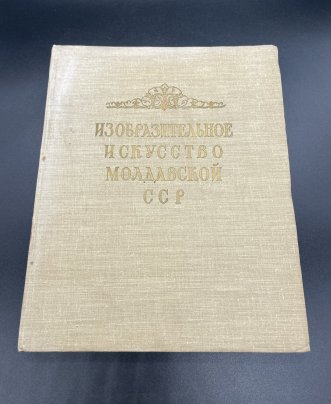 ИЗОБРАЗИТЕЛЬНОЕ
ИСКУССТВО
МОЛДАВСКОЙ
ССР